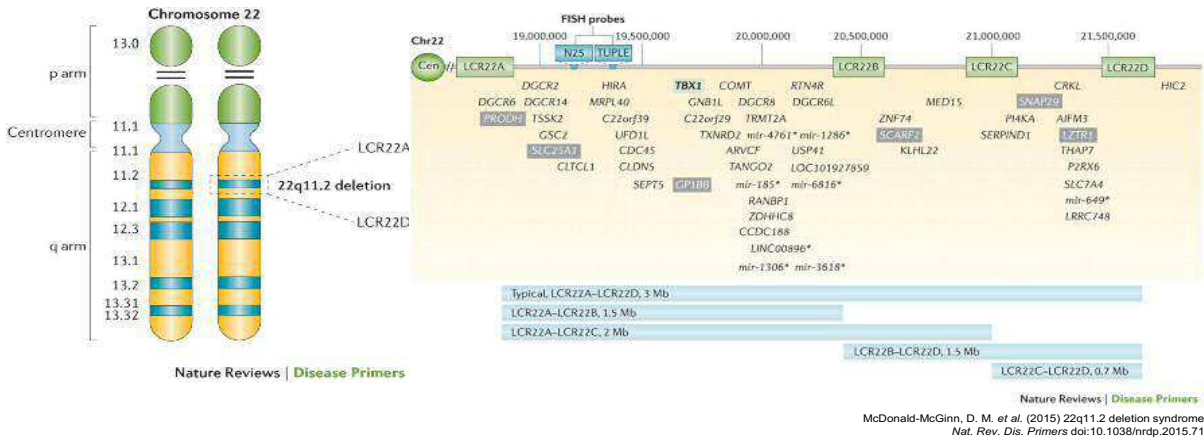 Chromosome 22
13.0
p arm
Centromere
11.1
11.1
11.2
12.1
12.3
q arm
13.1
13.2
13.31
13.32
LCR22A
22q11.2 deletion
LCR22D
Nature Reviews | Disease Primers
FISH probes
Chr22
19,000,000 19,500,000 20,000,000 20,500,000 21,000,000 21,500,000
N25 TUPLE
Cen LCR22A LCR22B LCR22C LCR22D
DGCR2 HIRA TBX1 COMT RTN4R CRKL HIC2
DGCR6 DGCR14 MRPL40 GNB1L DGCR8 DGCR6L MED15 SNAP29
PRODH TSSK2 C22orf39 C22orf29 TRMT2A ZNF74 PI4KA AIFM3
GSC2 UFD1L TXNRD2 mir-4761* mir-1286* SCARF2 SERPIND1 LZTR1
SLC25A1 CDC45 ARVCF USP41 KLHL22 THAP7
CLTCL1 CLDN5 TANGO2 LOC101927859 P2RX6
SEPT5 GP1BB mir-185* mir-6816* SLC7A4
RANBP1 mir-649*
ZDHHC8 LRRC748
CCDC188
LINC00896*
mir-1306* mir-3618*
Typical, LCR22A–LCR22D, 3 Mb
LCR22A–LCR22B, 1.5 Mb
LCR22A–LCR22C, 2 Mb
LCR22B–LCR22D, 1.5 Mb
LCR22C–LCR22D, 0.7 Mb
Nature Reviews | Disease Primers
McDonald-McGinn, D. M. et al. (2015) 22q11.2 deletion syndrome
Nat. Rev. Dis. Primers doi:10.1038/nrdp.2015.71